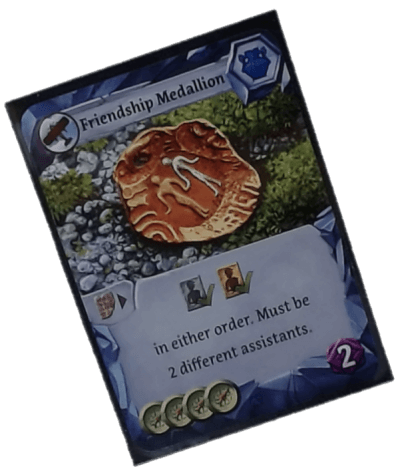 Friendship Medallion
in either order. Must be
2 different assistants.
2